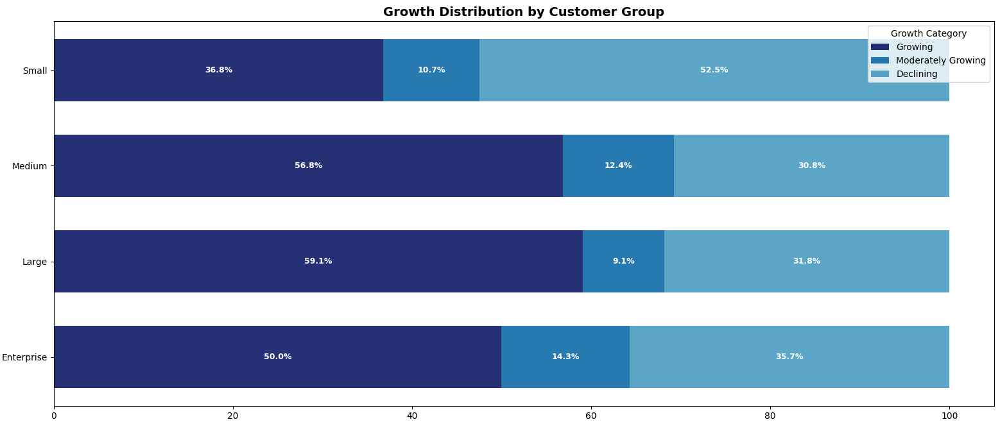 Growth Distribution by Customer Group
Growth Category
Growing
Moderately Growing
Declining
Small
36.8%
10.7%
52.5%
Medium
56.8%
12.4%
30.8%
Large
59.1%
9.1%
31.8%
Enterprise
50.0%
14.3%
35.7%
0
20
40
60
80
100